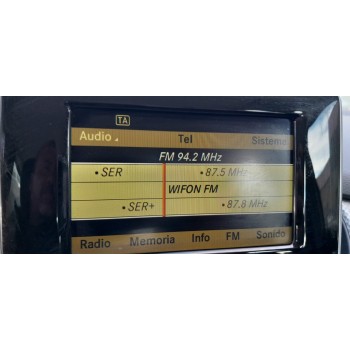 TA
Audio Tel Sistema
FM 94.2 MHz
• SER • 87.5 MHz
WIFON FM
• SER+ • 87.8 MHz
Radio Memoria Info FM Sonido